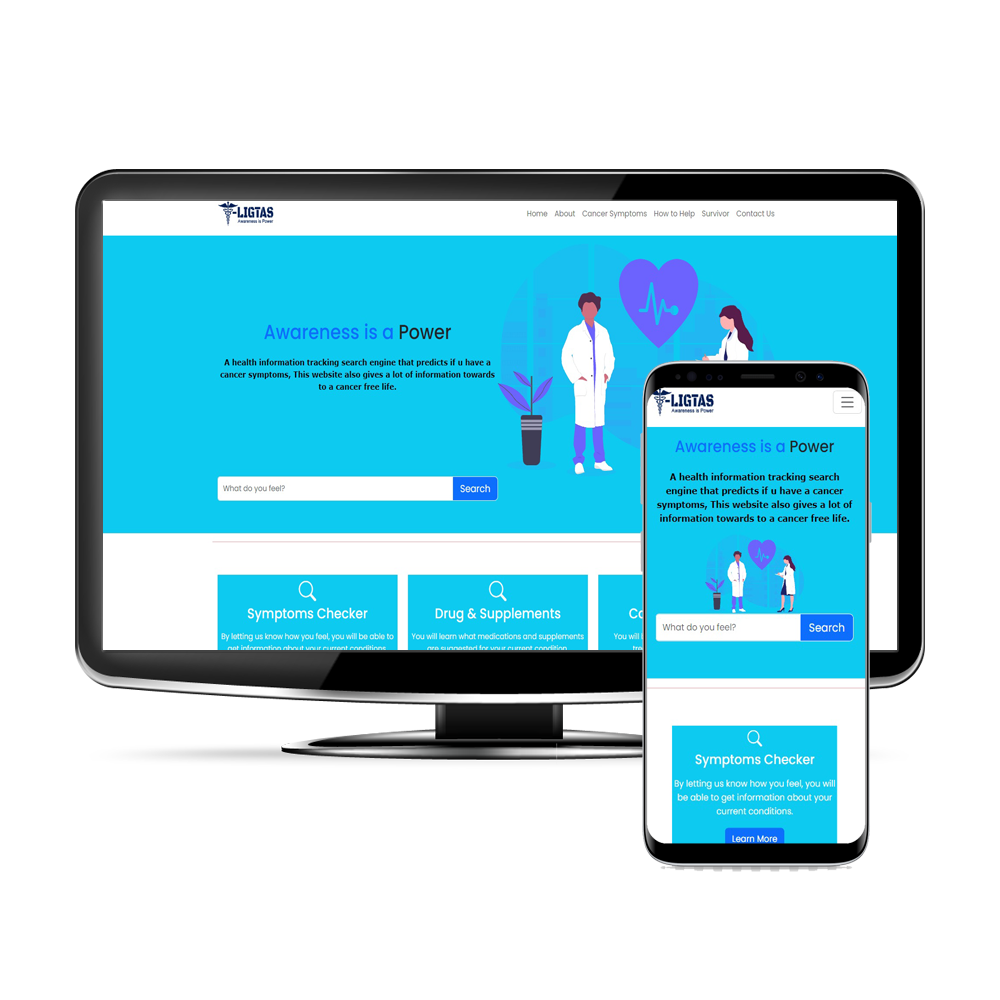 -LIGTAS
Awareness is Power
Home About Cancer Symptoms How to Help Survivor Contact Us
Awareness is a Power
A health information tracking search engine that predicts if u have a
cancer symptoms, This website also gives a lot of information towards
to a cancer free life.
What do you feel? Search
Symptoms Checker
By letting us know how you feel, you will be able to
get information about your current conditions.
Drug & Supplements
You will learn what medications and supplements
are suggested for your current condition.
Co
You will l
tre
-LIGTAS
Awareness is Power
Awareness is a Power
A health information tracking search
engine that predicts if u have a cancer
symptoms, This website also gives a lot of
information towards to a cancer free life.
What do you feel? Search
Symptoms Checker
By letting us know how you feel, you will
be able to get information about your
current conditions.
Learn More